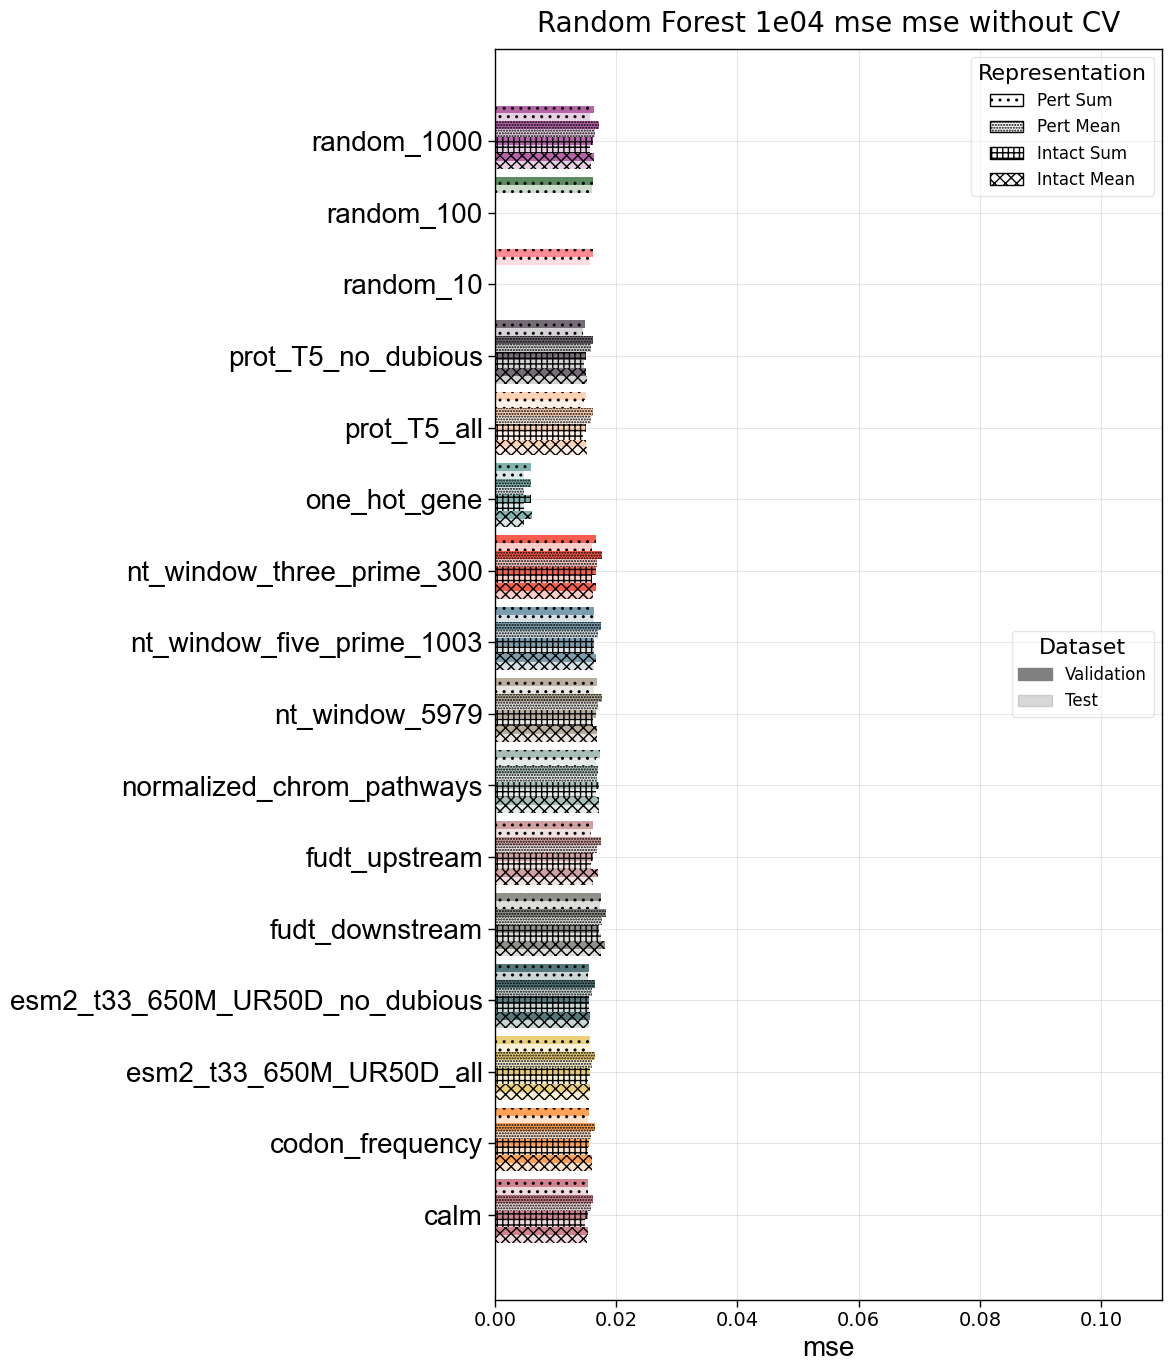 Random Forest 1e04 mse mse without CV
Representation
Pert Sum
Pert Mean
Intact Sum
Intact Mean
random_1000
random_100
random_10
prot_T5_no_dubious
prot_T5_all
one_hot_gene
nt_window_three_prime_300
nt_window_five_prime_1003
Dataset
Validation
Test
nt_window_5979
normalized_chrom_pathways
fudt_upstream
fudt_downstream
esm2_t33_650M_UR50D_no_dubious
esm2_t33_650M_UR50D_all
codon_frequency
calm
0.00 0.02 0.04 0.06 0.08 0.10
mse